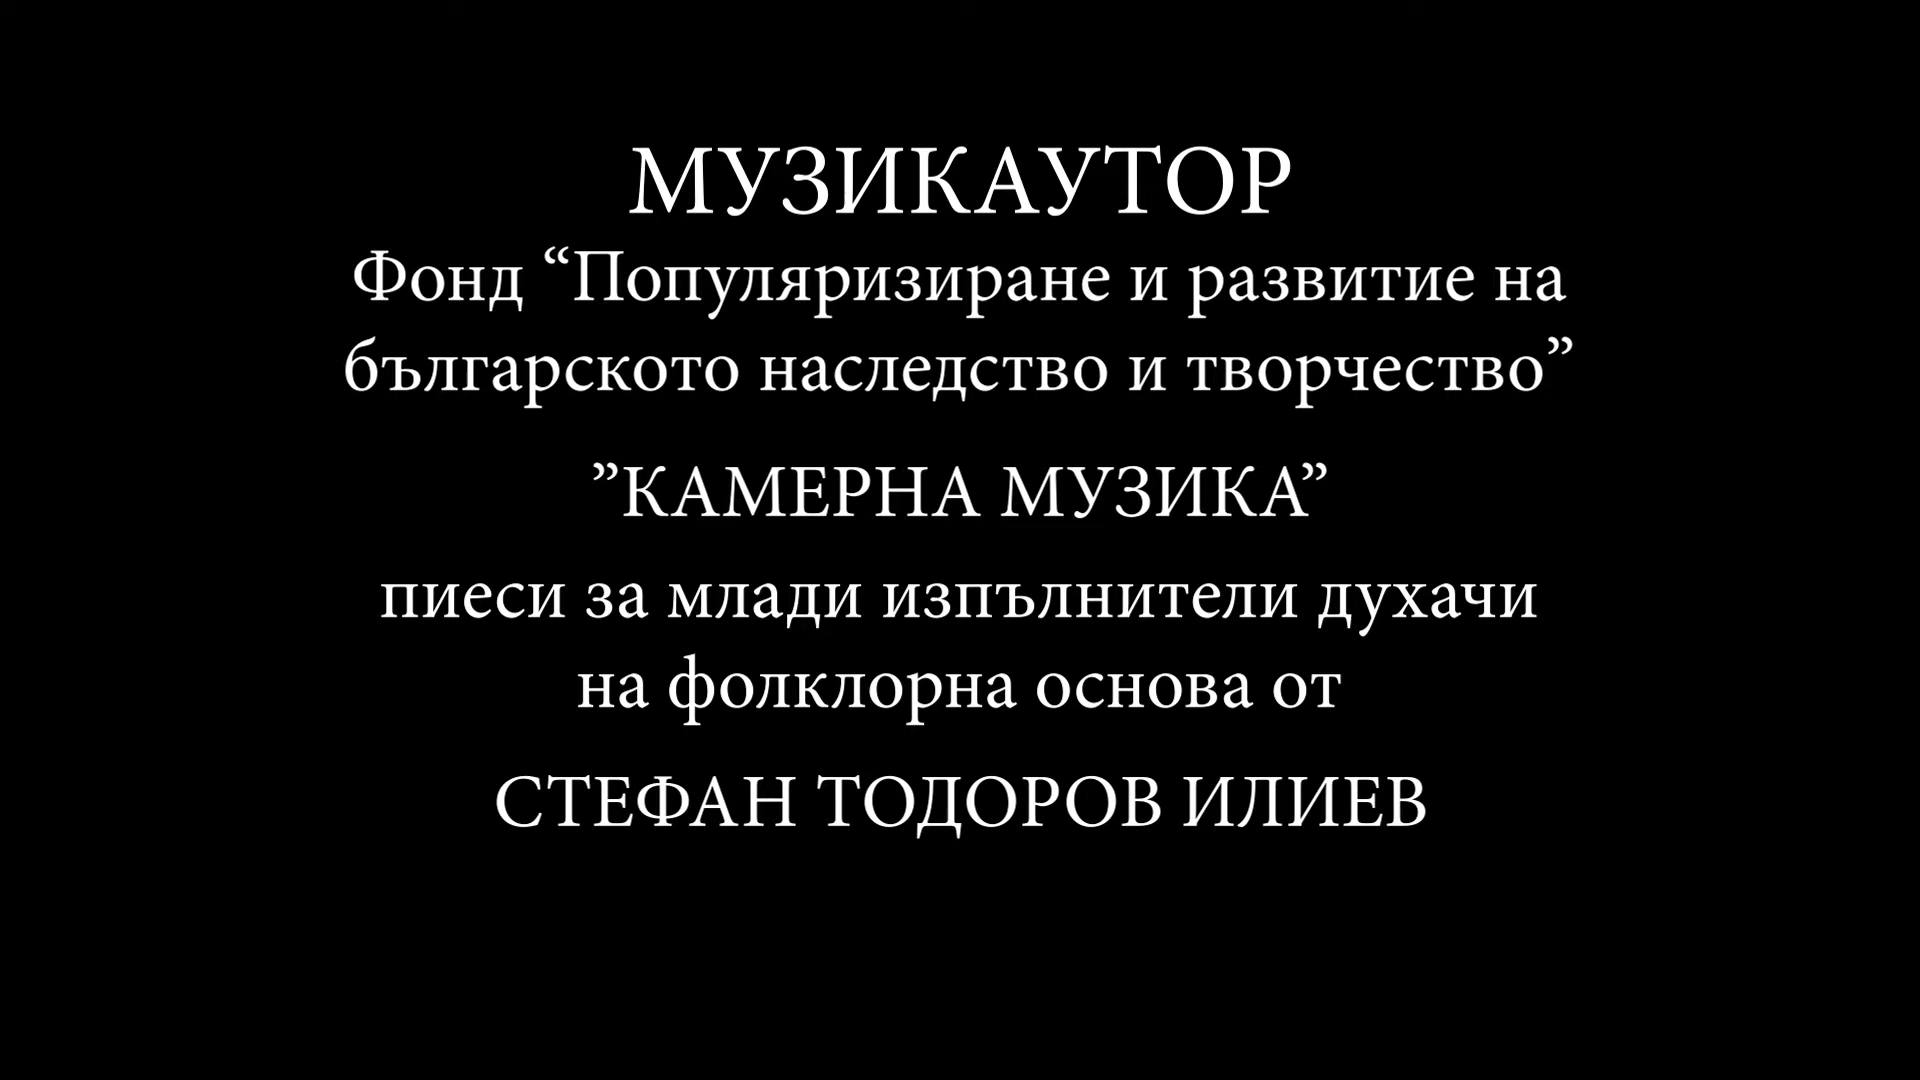 МУЗИКАУТОР
Фонд “Популяризиране и развитие на
българското наследство и творчество”
”КАМЕРНА МУЗИКА”
пиеси за млади изпълнители духачи
на фолклорна основа от
СТЕФАН ТОДОРОВ ИЛИЕВ